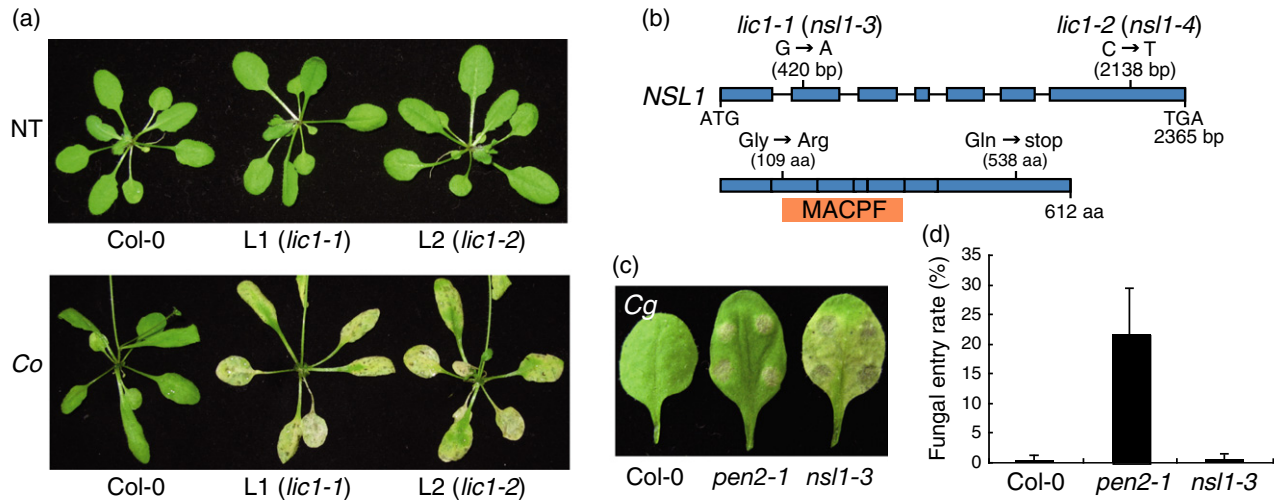 (a)
NT
Col-0 L1 (lic1-1) L2 (lic1-2)
Co
Col-0 L1 (lic1-1) L2 (lic1-2)
(b)
lic1-1 (nsl1-3) lic1-2 (nsl1-4)
G → A C → T
(420 bp) (2138 bp)
NSL1
ATG TGA
2365 bp
Gly → Arg Gln → stop
(109 aa) (538 aa)
MACPF 612 aa
(c)
Cg
Col-0 pen2-1 nsl1-3
(d)
Fungal entry rate (%)
35
30
25
20
15
10
5
0
Col-0 pen2-1 nsl1-3